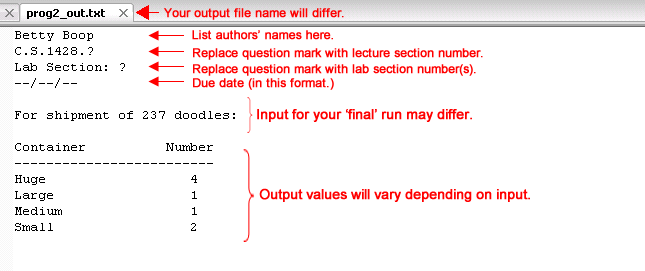 prog2_out.txt Your output file name will differ.
Betty Boop List authors' names here.
C.S.1428.? Replace question mark with lecture section number.
Lab Section: ? Replace question mark with lab section number(s).
--/--/-- Due date (in this format.)
For shipment of 237 doodles: Input for your 'final' run may differ.
Container Number
-------------------------
Huge 4
Large 1
Medium 1
Small 2
Output values will vary depending on input.